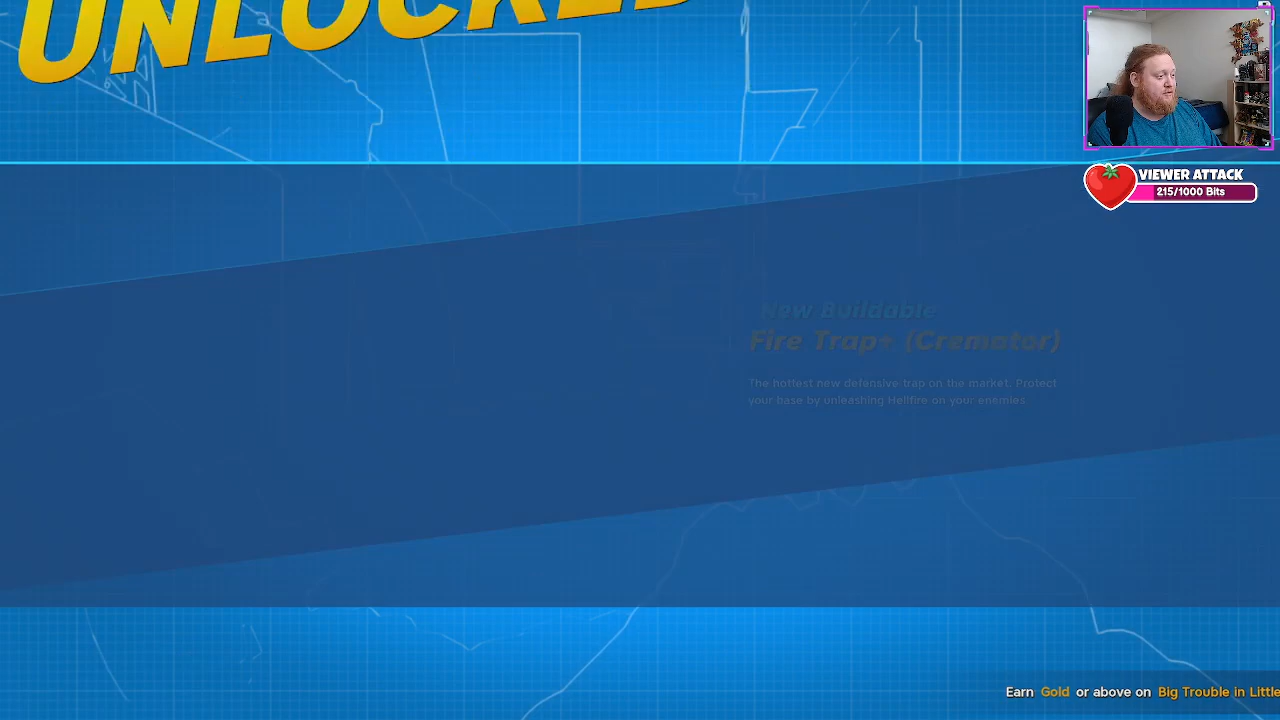 UNLOCKED
VIEWER ATTACK
215/1000 Bits
New Buildable
Fire Trap+ (Cremator)
The hottest new defensive trap on the market. Protect
your base by unleashing Hellfire on your enemies.
Earn Gold or above on Big Trouble in Little